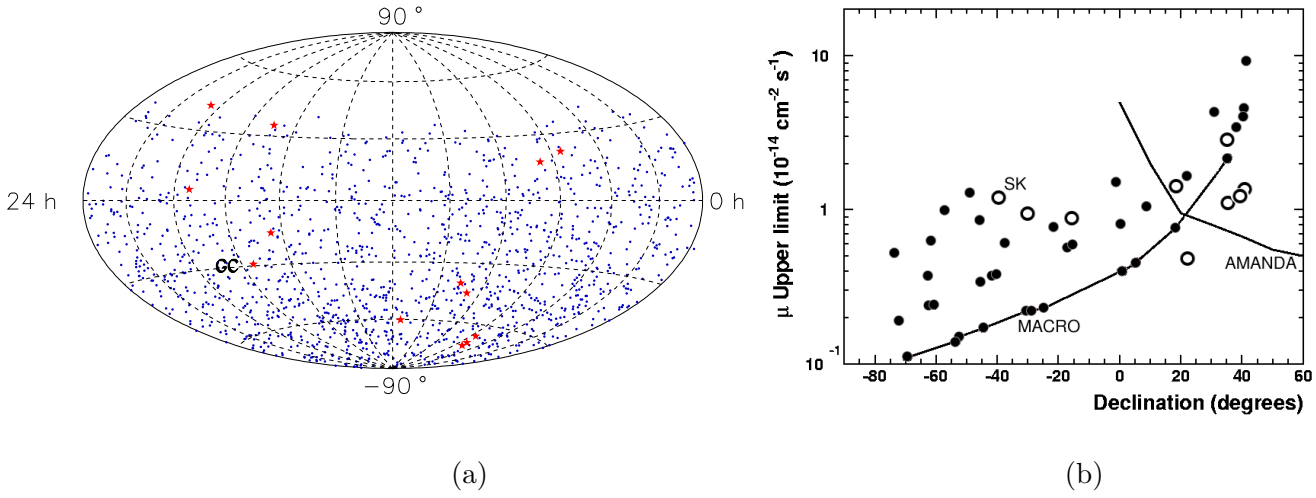 90 °
24 h
0 h
GC
−90 °
(a)
μ Upper limit (10⁻¹⁴ cm⁻² s⁻¹)
10
1
10⁻¹
SK
AMANDA
MACRO
-80 -60 -40 -20 0 20 40 60
Declination (degrees)
(b)